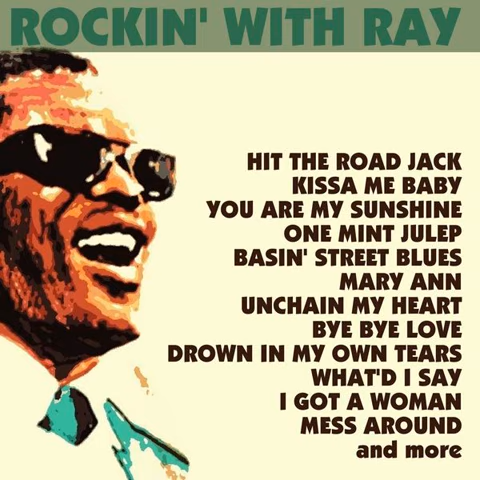 ROCKIN' WITH RAY
HIT THE ROAD JACK
KISSA ME BABY
YOU ARE MY SUNSHINE
ONE MINT JULEP
BASIN' STREET BLUES
MARY ANN
UNCHAIN MY HEART
BYE BYE LOVE
DROWN IN MY OWN TEARS
WHAT'D I SAY
I GOT A WOMAN
MESS AROUND
and more